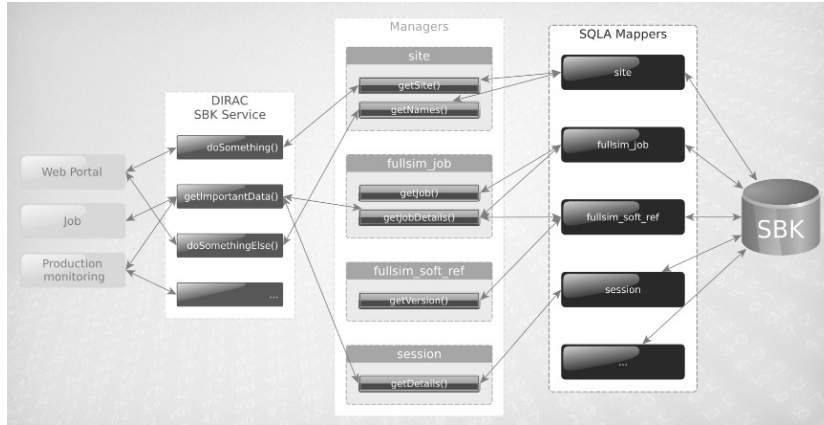 Web Portal
Job
Production
monitoring
DIRAC
SBK Service
doSomething()
getImportantData()
doSomethingElse()
...
Managers
site
getSite()
getNames()
fullsim_job
getJob()
getJobDetails()
fullsim_soft_ref
getVersion()
session
getDetails()
SQLA Mappers
site
fullsim_job
fullsim_soft_ref
session
...
SBK